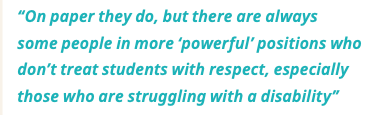 “On paper they do, but there are always
some people in more ‘powerful’ positions who
don’t treat students with respect, especially
those who are struggling with a disability”